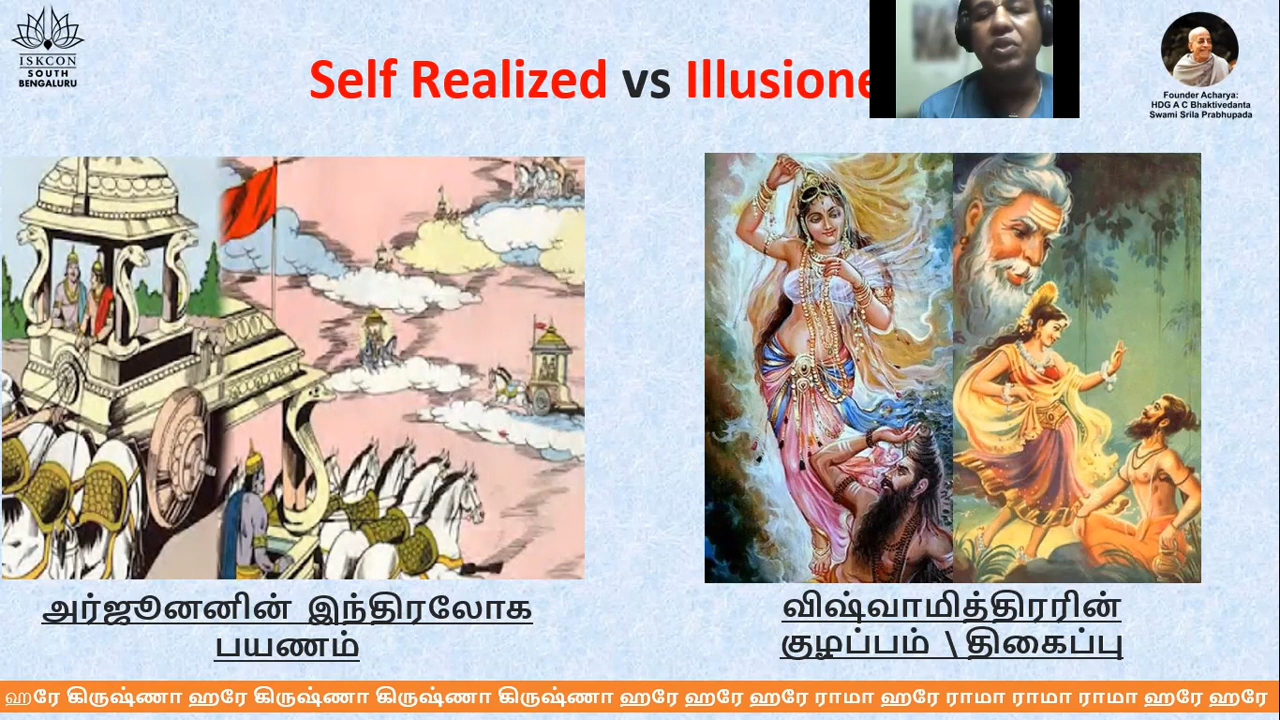 ISKCON
SOUTH
BENGALURU
Self Realized vs Illusione
Founder Acharya:
HDG A C Bhaktivedanta
Swami Srila Prabhupada
அர்ஜூனனின் இந்திரலோக
பயணம்
விஷ்வாமித்திரரின்
குழப்பம் \ திகைப்பு
ஹரே கிருஷ்ணா ஹரே கிருஷ்ணா கிருஷ்ணா கிருஷ்ணா ஹரே ஹரே ஹரே ராமா ஹரே ராமா ராமா ராமா ஹரே ஹரே